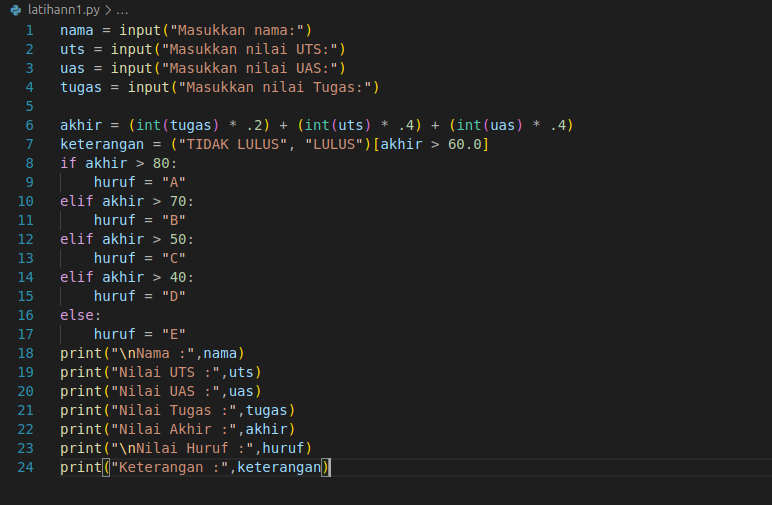 latihann1.py > ...
1 nama = input("Masukkan nama:")
2 uts = input("Masukkan nilai UTS:")
3 uas = input("Masukkan nilai UAS:")
4 tugas = input("Masukkan nilai Tugas:")
5
6 akhir = (int(tugas) * .2) + (int(uts) * .4) + (int(uas) * .4)
7 keterangan = ("TIDAK LULUS", "LULUS")[akhir > 60.0]
8 if akhir > 80:
9     huruf = "A"
10 elif akhir > 70:
11     huruf = "B"
12 elif akhir > 50:
13     huruf = "C"
14 elif akhir > 40:
15     huruf = "D"
16 else:
17     huruf = "E"
18 print("\nNama :",nama)
19 print("Nilai UTS :",uts)
20 print("Nilai UAS :",uas)
21 print("Nilai Tugas :",tugas)
22 print("Nilai Akhir :",akhir)
23 print("\nNilai Huruf :",huruf)
24 print("Keterangan :",keterangan)